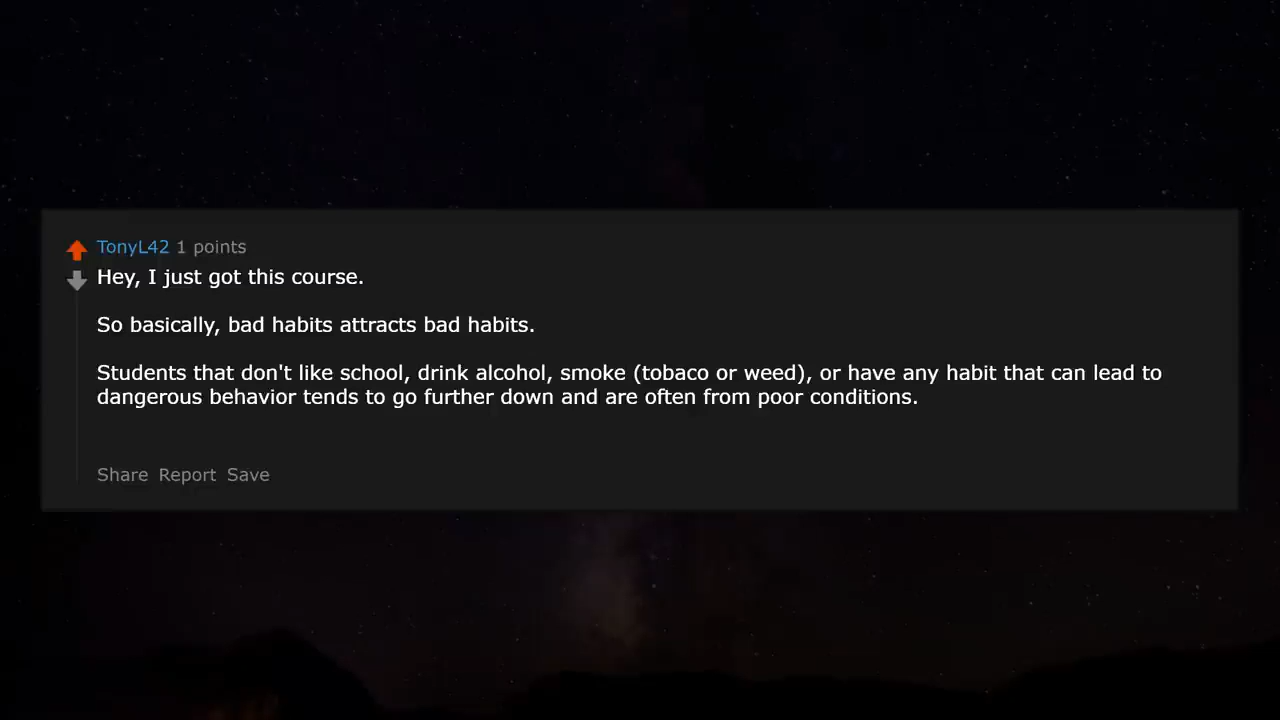 TonyL42 1 points
Hey, I just got this course.
So basically, bad habits attracts bad habits.
Students that don't like school, drink alcohol, smoke (tobaco or weed), or have any habit that can lead to
dangerous behavior tends to go further down and are often from poor conditions.
Share Report Save